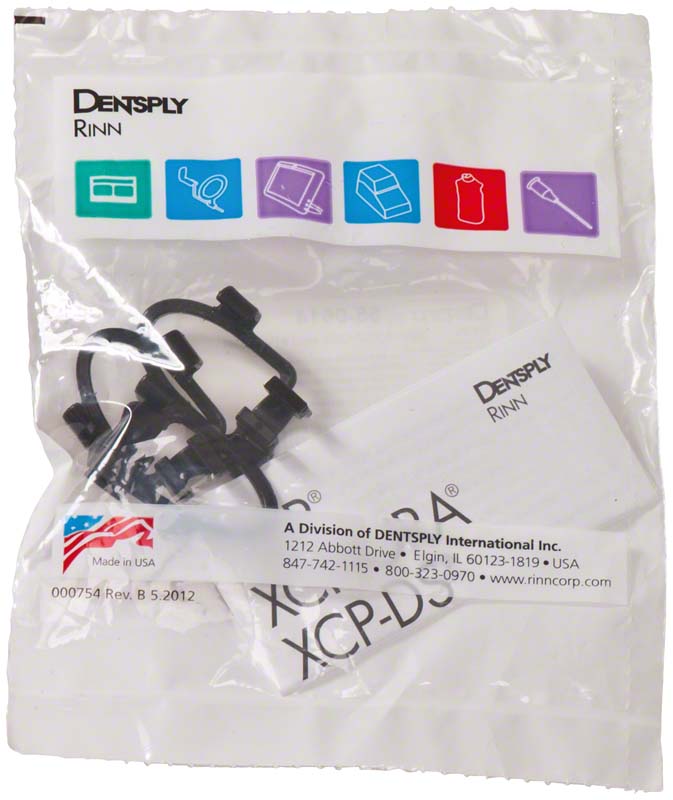 DENTSPLY
RINN
DENTSPLY
RINN
A Division of DENTSPLY International Inc.
1212 Abbott Drive • Elgin, IL 60123-1819 • USA
847-742-1115 • 800-323-0970 • www.rinncorp.com
Made in USA
000754 Rev. B 5.2012
XCP-DS